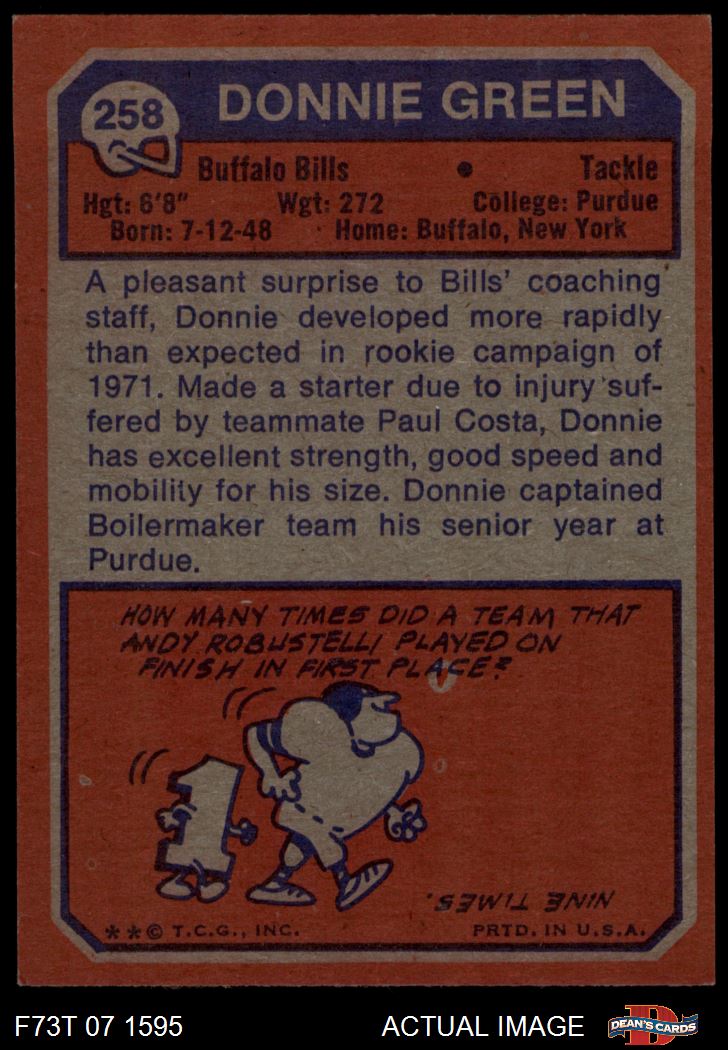 258
DONNIE GREEN
Buffalo Bills • Tackle
Hgt: 6'8" Wgt: 272 College: Purdue
Born: 7-12-48 Home: Buffalo, New York
A pleasant surprise to Bills' coaching
staff, Donnie developed more rapidly
than expected in rookie campaign of
1971. Made a starter due to injury suf-
fered by teammate Paul Costa, Donnie
has excellent strength, good speed and
mobility for his size. Donnie captained
Boilermaker team his senior year at
Purdue.
HOW MANY TIMES DID A TEAM THAT
ANDY ROBUSTELLI PLAYED ON
FINISH IN FIRST PLACE?
1
NINE TIMES.
**© T.C.G., INC. PRTD. IN U.S.A.
F73T 07 1595 ACTUAL IMAGE D DEAN'S CARDS